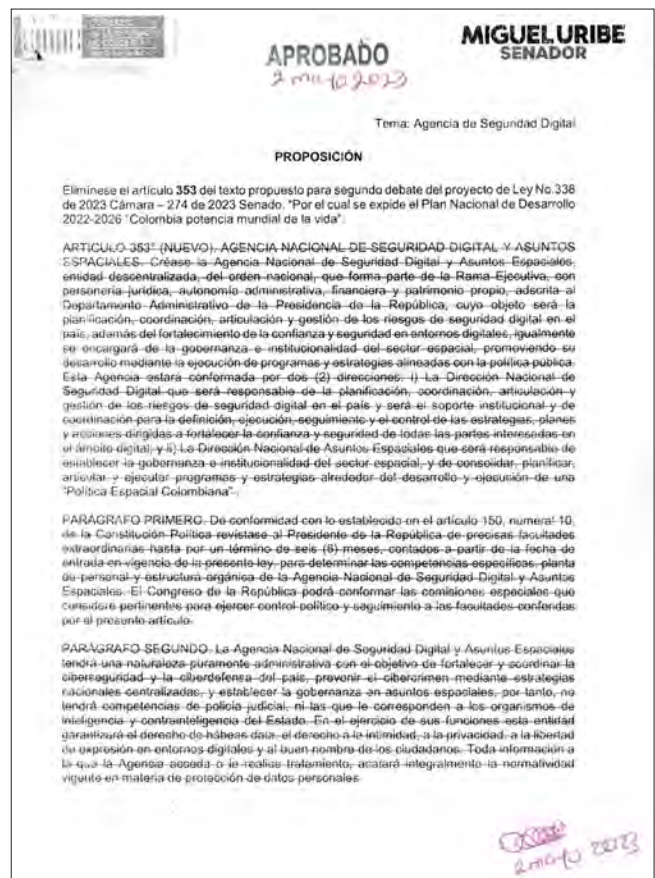 APROBADO
2 mayo 2023
MIGUEL URIBE
SENADOR
Tema: Agencia de Seguridad Digital
PROPOSICIÓN
Elimínese el artículo 353 del texto propuesto para segundo debate del proyecto de Ley No.338
de 2023 Cámara – 274 de 2023 Senado. "Por el cual se expide el Plan Nacional de Desarrollo
2022-2026 "Colombia potencia mundial de la vida".
ARTÍCULO 353° (NUEVO). AGENCIA NACIONAL DE SEGURIDAD DIGITAL Y ASUNTOS
ESPACIALES. Créase la Agencia Nacional de Seguridad Digital y Asuntos Espaciales,
entidad descentralizada, del orden nacional, que forma parte de la Rama Ejecutiva, con
personería jurídica, autonomía administrativa, financiera y patrimonio propio, adscrita al
Departamento Administrativo de la Presidencia de la República, cuyo objeto será la
planificación, coordinación, articulación y gestión de los riesgos de seguridad digital en el
país, además del fortalecimiento de la confianza y seguridad en entornos digitales, igualmente
se encargará de la gobernanza e institucionalidad del sector espacial, promoviendo su
desarrollo mediante la ejecución de programas y estrategias alineadas con la política pública.
Esta Agencia estará conformada por dos (2) direcciones. i) La Dirección Nacional de
Seguridad Digital que será responsable de la planificación, coordinación, articulación y
gestión de los riesgos de seguridad digital en el país y será el soporte institucional y de
coordinación para la definición, ejecución, seguimiento y el control de las estrategias, planes
y acciones dirigidas a fortalecer la confianza y seguridad de todas las partes interesadas en
el ámbito digital, y ii) La Dirección Nacional de Asuntos Espaciales que será responsable de
establecer la gobernanza e institucionalidad del sector espacial, y de consolidar, planificar,
articular y ejecutar programas y estrategias alrededor del desarrollo y ejecución de una
"Política Espacial Colombiana".
PARÁGRAFO PRIMERO. De conformidad con lo establecido en el artículo 150, numeral 10,
de la Constitución Política revístase al Presidente de la República de precisas facultades
extraordinarias hasta por un término de seis (6) meses, contados a partir de la fecha de
entrada en vigencia de la presente ley, para determinar las competencias específicas, planta
de personal y estructura orgánica de la Agencia Nacional de Seguridad Digital y Asuntos
Espaciales. El Congreso de la República podrá conformar las comisiones especiales que
considere pertinentes para ejercer control político y seguimiento a las facultades conferidas
por el presente artículo.
PARÁGRAFO SEGUNDO. La Agencia Nacional de Seguridad Digital y Asuntos Espaciales
tendrá una naturaleza puramente administrativa con el objetivo de fortalecer y coordinar la
ciberseguridad y la ciberdefensa del país, prevenir el cibercrimen mediante estrategias
nacionales centralizadas, y establecer la gobernanza en asuntos espaciales, por tanto, no
tendrá competencias de policía judicial, ni las que le corresponden a los organismos de
inteligencia y contrainteligencia del Estado. En el ejercicio de sus funciones esta entidad
garantizará el derecho de hábeas data, el derecho a la intimidad, a la privacidad, a la libertad
de expresión en entornos digitales y al buen nombre de los ciudadanos. Toda información a
la que la Agencia acceda o le realice tratamiento, acatará integralmente la normatividad
vigente en materia de protección de datos personales.
2 mayo 2023